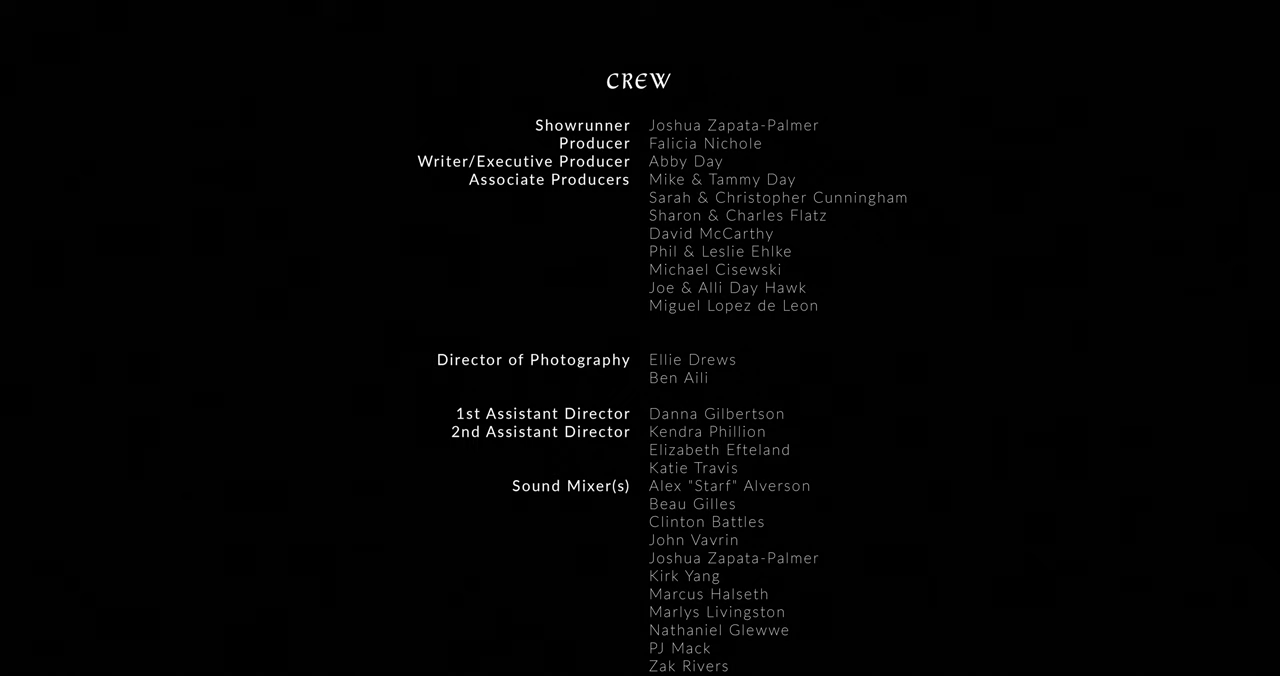 CREW
Showrunner Joshua Zapata-Palmer
Producer Falicia Nichole
Writer/Executive Producer Abby Day
Associate Producers Mike & Tammy Day
Sarah & Christopher Cunningham
Sharon & Charles Flatz
David McCarthy
Phil & Leslie Ehlke
Michael Cisewski
Joe & Alli Day Hawk
Miguel Lopez de Leon
Director of Photography Ellie Drews
Ben Aili
1st Assistant Director Danna Gilbertson
2nd Assistant Director Kendra Phillion
Elizabeth Efteland
Katie Travis
Sound Mixer(s) Alex "Starf" Alverson
Beau Gilles
Clinton Battles
John Vavrin
Joshua Zapata-Palmer
Kirk Yang
Marcus Halseth
Marlys Livingston
Nathaniel Glewwe
PJ Mack
Zak Rivers